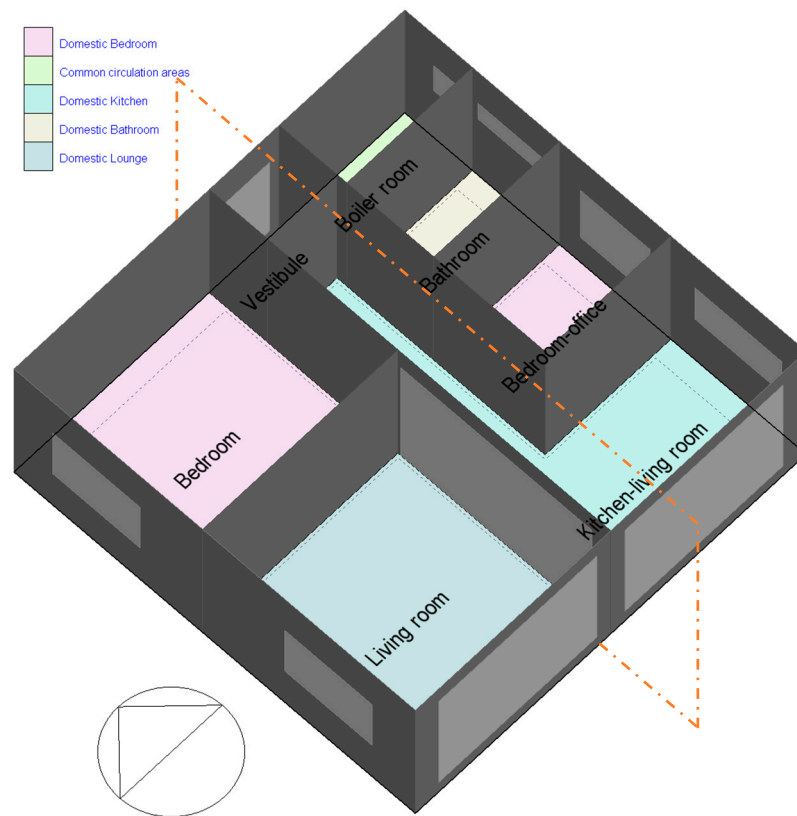 Domestic Bedroom
Common circulation areas
Domestic Kitchen
Domestic Bathroom
Domestic Lounge
Boiler room
Vestibule
Bathroom
Bedroom-office
Bedroom
Kitchen-living room
Living room